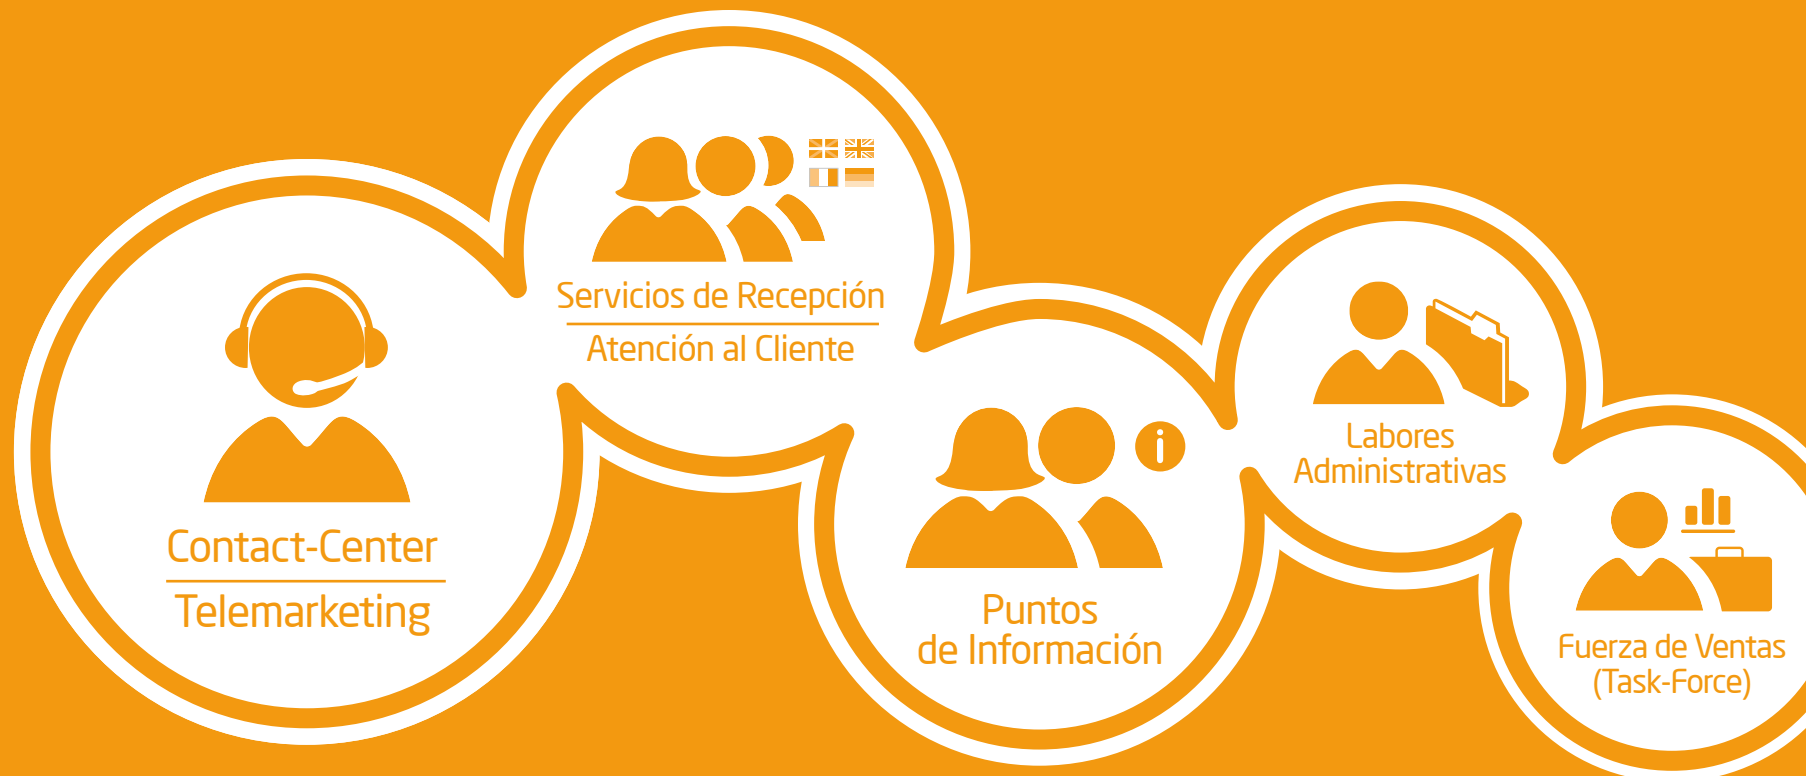 Contact-Center
Telemarketing
Servicios de Recepción
Atención al Cliente
Puntos
de Información
i
Labores
Administrativas
Fuerza de Ventas
(Task-Force)